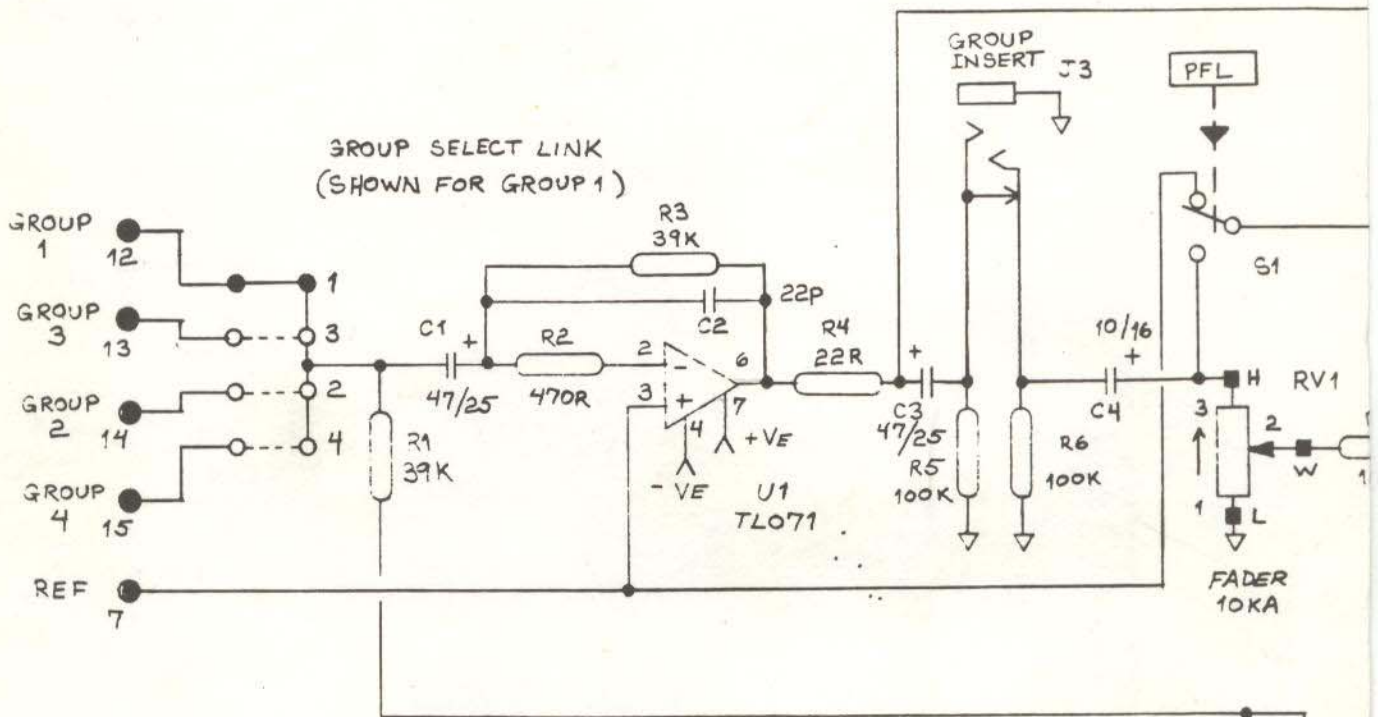 GROUP
INSERT
J3
PFL
GROUP SELECT LINK
(SHOWN FOR GROUP 1)
GROUP
1
12
1
GROUP
3
13
3
GROUP
2
14
2
GROUP
4
15
4
REF
7
R3
39K
22P
C2
C1
+
47/25
R2
470R
2
-
3
+
6
7
4
+VE
-VE
U1
TL071
R1
39K
R4
22R
+
C3
47/25
R5
100K
R6
100K
10/16
+
C4
S1
H
RV1
3
2
W
1
L
1
FADER
10KA